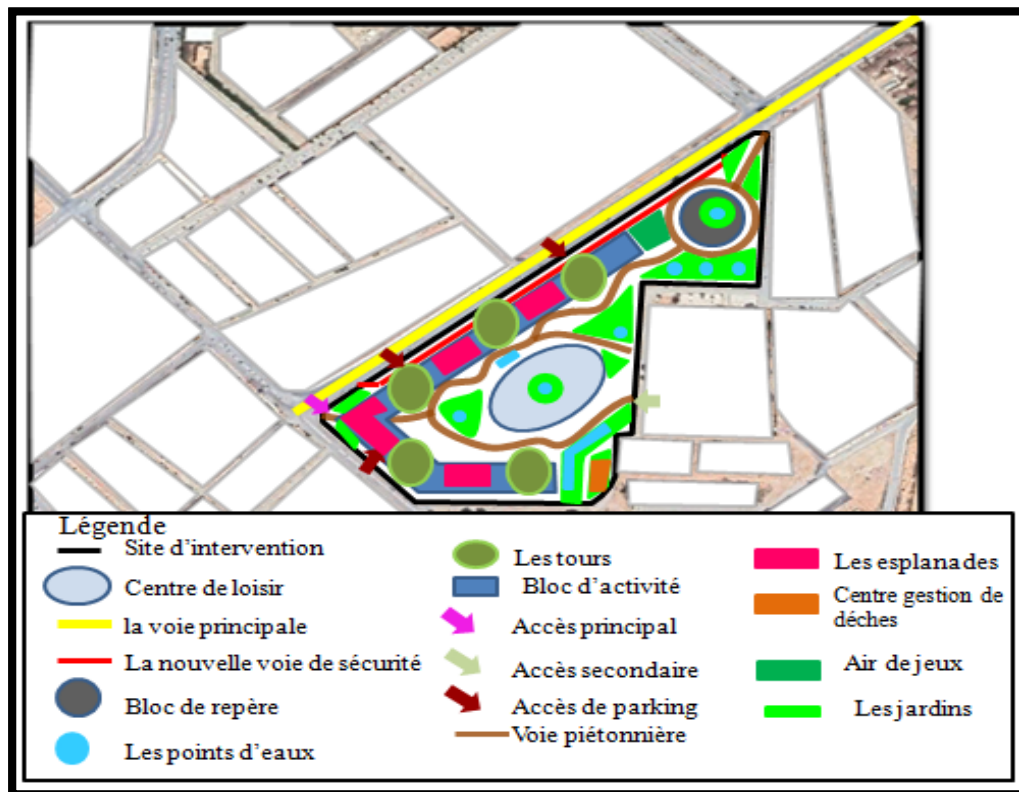 Légende
Site d'intervention
Centre de loisir
la voie principale
La nouvelle voie de sécurité
Bloc de repère
Les points d'eaux
Les tours
Bloc d'activité
Accès principal
Accès secondaire
Accès de parking
Voie piétonnière
Les esplanades
Centre gestion de
déches
Air de jeux
Les jardins